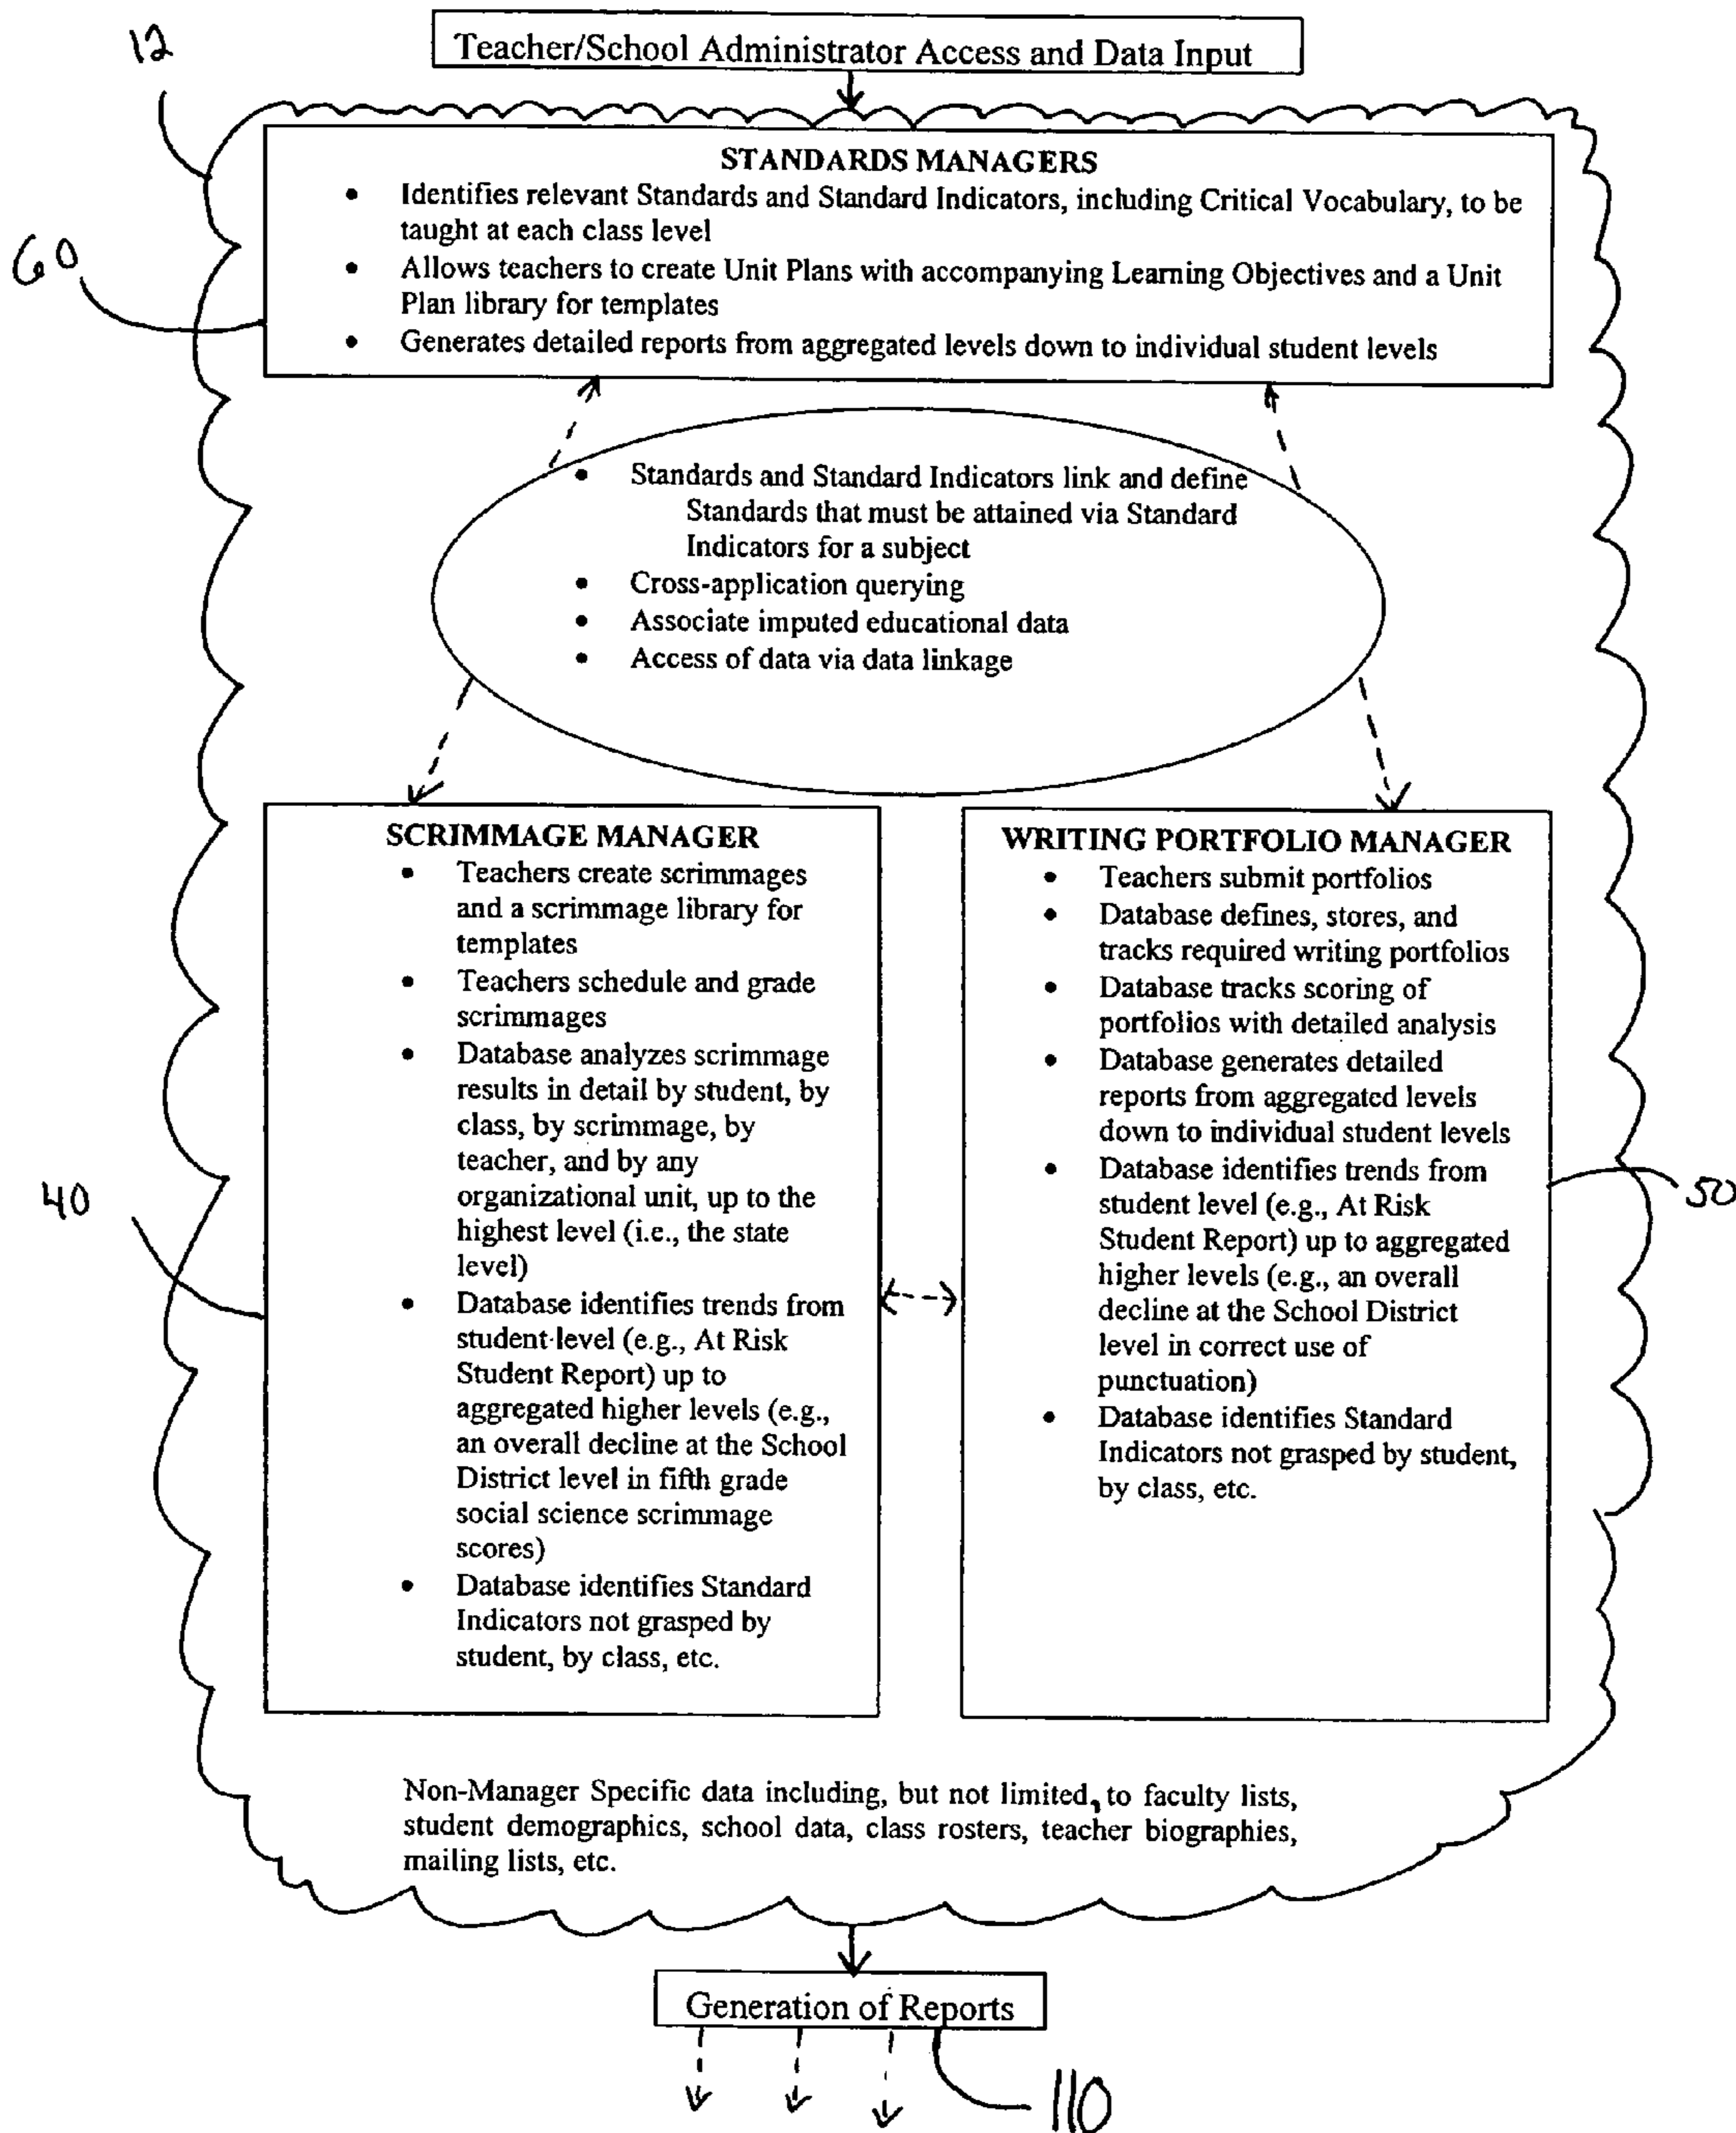 Teacher/School Administrator Access and Data Input
12
STANDARDS MANAGERS
• Identifies relevant Standards and Standard Indicators, including Critical Vocabulary, to be
taught at each class level
• Allows teachers to create Unit Plans with accompanying Learning Objectives and a Unit
Plan library for templates
• Generates detailed reports from aggregated levels down to individual student levels
60
• Standards and Standard Indicators link and define
Standards that must be attained via Standard
Indicators for a subject
• Cross-application querying
• Associate imputed educational data
• Access of data via data linkage
SCRIMMAGE MANAGER
• Teachers create scrimmages
and a scrimmage library for
templates
• Teachers schedule and grade
scrimmages
• Database analyzes scrimmage
results in detail by student, by
class, by scrimmage, by
teacher, and by any
organizational unit, up to the
highest level (i.e., the state
level)
• Database identifies trends from
student level (e.g., At Risk
Student Report) up to
aggregated higher levels (e.g.,
an overall decline at the School
District level in fifth grade
social science scrimmage
scores)
• Database identifies Standard
Indicators not grasped by
student, by class, etc.
40
WRITING PORTFOLIO MANAGER
• Teachers submit portfolios
• Database defines, stores, and
tracks required writing portfolios
• Database tracks scoring of
portfolios with detailed analysis
• Database generates detailed
reports from aggregated levels
down to individual student levels
• Database identifies trends from
student level (e.g., At Risk
Student Report) up to aggregated
higher levels (e.g., an overall
decline at the School District
level in correct use of
punctuation)
• Database identifies Standard
Indicators not grasped by student,
by class, etc.
50
Non-Manager Specific data including, but not limited, to faculty lists,
student demographics, school data, class rosters, teacher biographies,
mailing lists, etc.
Generation of Reports
110